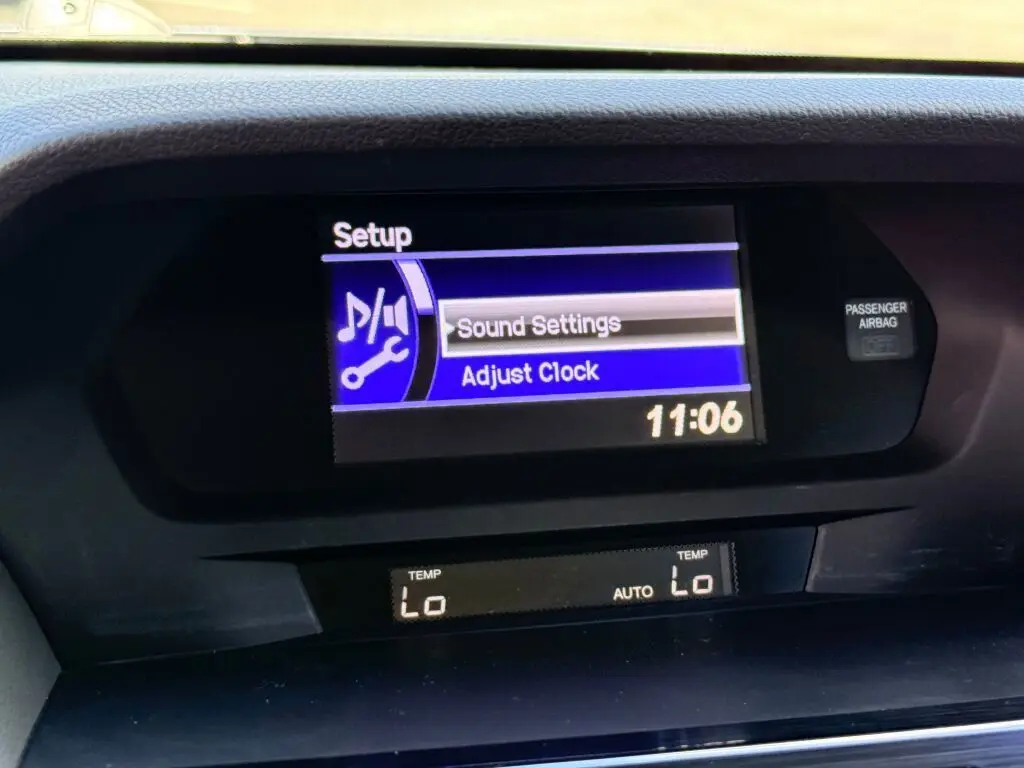 Setup
Sound Settings
Adjust Clock
11:06
PASSENGER
AIRBAG
OFF
TEMP
Lo
AUTO
TEMP
Lo